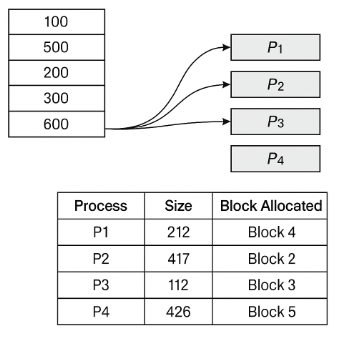 100
500
200
300
600
P1
P2
P3
P4
Process Size Block Allocated
P1 212 Block 4
P2 417 Block 2
P3 112 Block 3
P4 426 Block 5